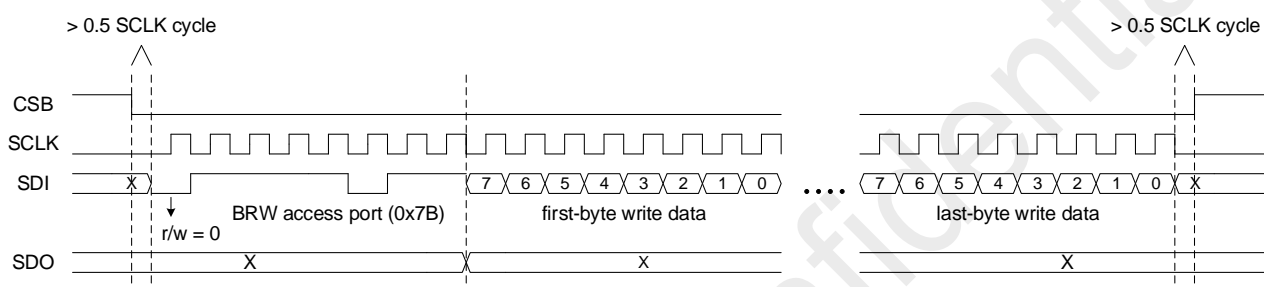 > 0.5 SCLK cycle > 0.5 SCLK cycle
CSB
SCLK
SDI X 7 6 5 4 3 2 1 0 .... 7 6 5 4 3 2 1 0 X
BRW access port (0x7B) first-byte write data last-byte write data
r/w = 0
SDO X X X